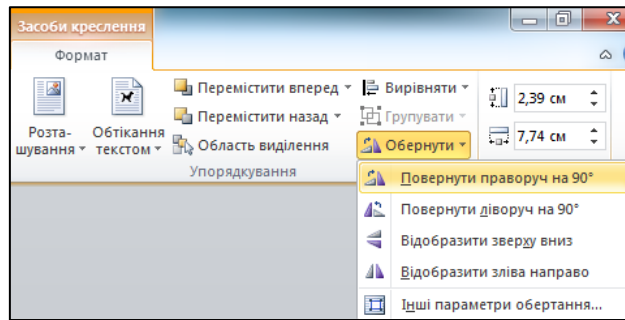 Засоби креслення
Формат
Розта-
шування
Обтікання
текстом
Перемістити вперед
Перемістити назад
Область виділення
Упорядкування
Вирівняти
Групувати
Обернути
2,39 см
7,74 см
Повернути праворуч на 90°
Повернути ліворуч на 90°
Відобразити зверху вниз
Відобразити зліва направо
Інші параметри обертання...